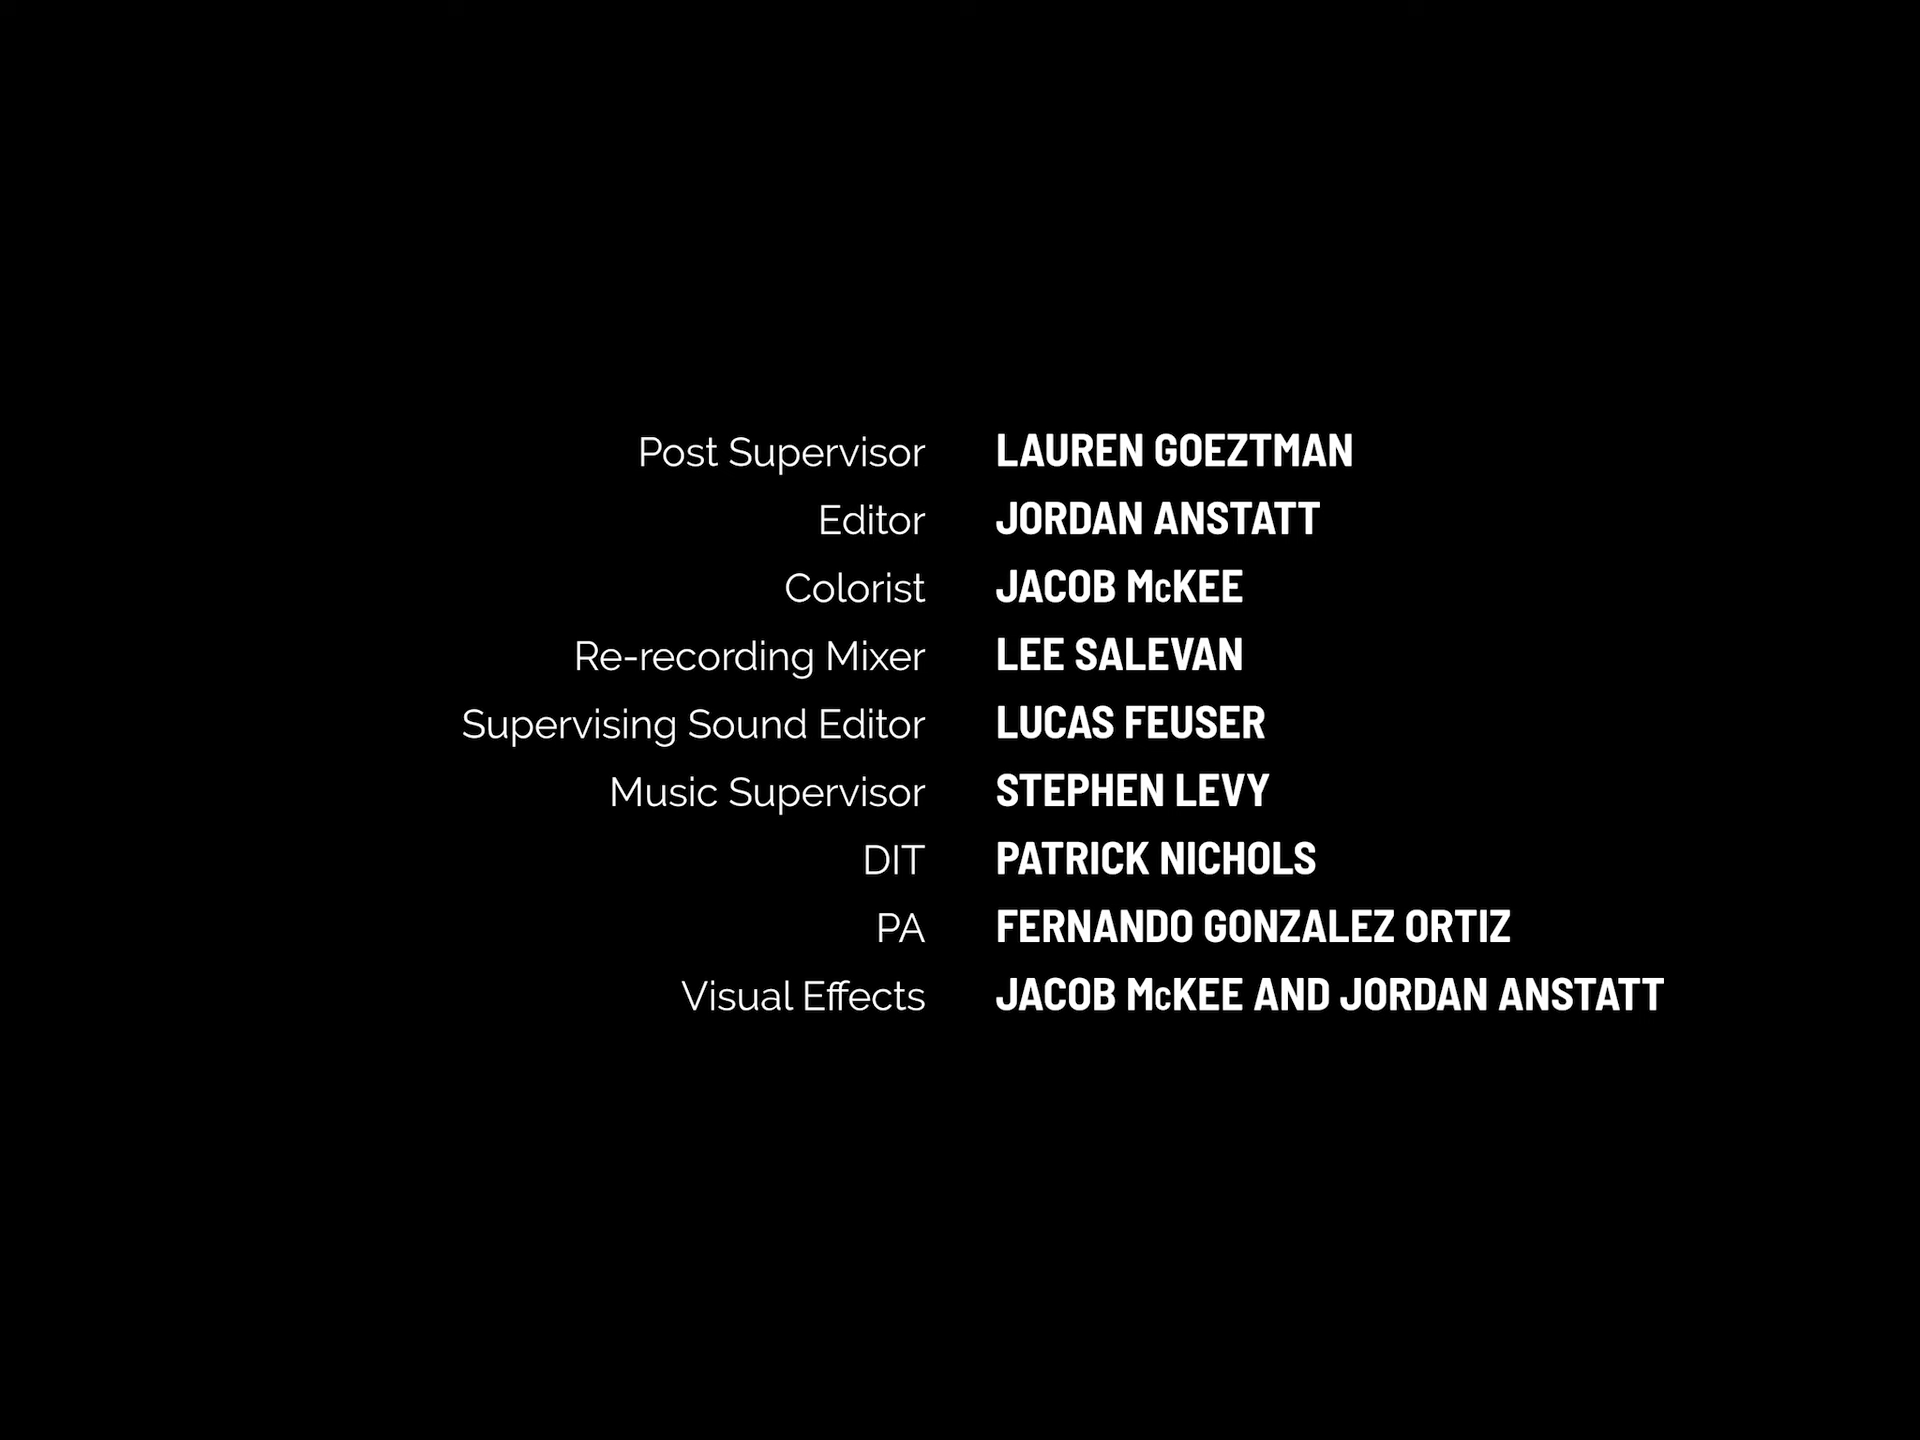 Post Supervisor LAUREN GOEZTMAN
Editor JORDAN ANSTATT
Colorist JACOB McKEE
Re-recording Mixer LEE SALEVAN
Supervising Sound Editor LUCAS FEUSER
Music Supervisor STEPHEN LEVY
DIT PATRICK NICHOLS
PA FERNANDO GONZALEZ ORTIZ
Visual Effects JACOB McKEE AND JORDAN ANSTATT